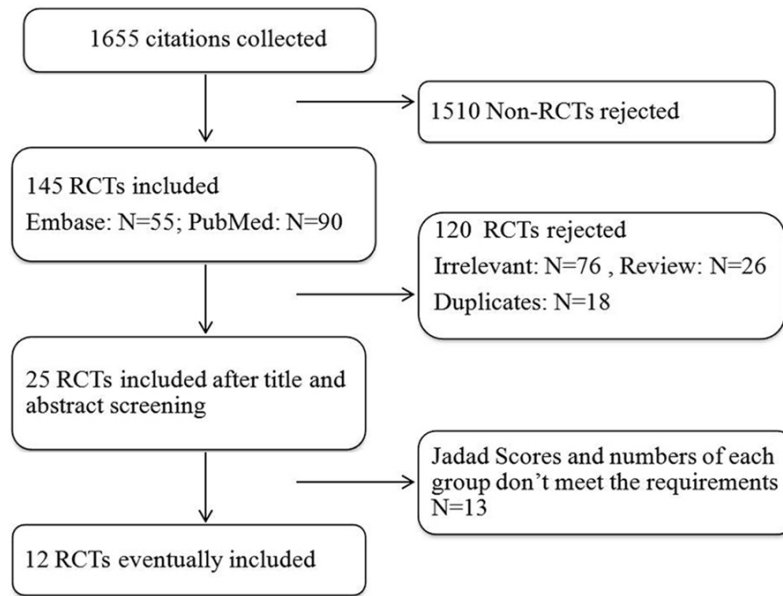 1655 citations collected
1510 Non-RCTs rejected
145 RCTs included
Embase: N=55; PubMed: N=90
120 RCTs rejected
Irrelevant: N=76 , Review: N=26
Duplicates: N=18
25 RCTs included after title and
abstract screening
Jadad Scores and numbers of each
group don’t meet the requirements
N=13
12 RCTs eventually included